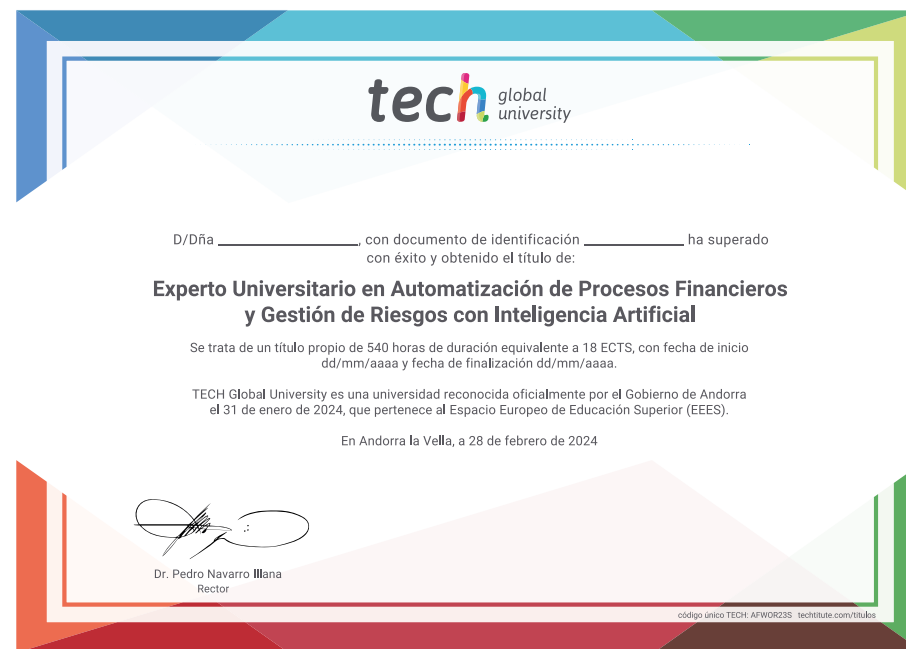 tech global
university
D/Dña ____________________, con documento de identificación ______________ ha superado
con éxito y obtenido el título de:
Experto Universitario en Automatización de Procesos Financieros
y Gestión de Riesgos con Inteligencia Artificial
Se trata de un título propio de 540 horas de duración equivalente a 18 ECTS, con fecha de inicio
dd/mm/aaaa y fecha de finalización dd/mm/aaaa.
TECH Global University es una universidad reconocida oficialmente por el Gobierno de Andorra
el 31 de enero de 2024, que pertenece al Espacio Europeo de Educación Superior (EEES).
En Andorra la Vella, a 28 de febrero de 2024
Dr. Pedro Navarro Illana
Rector
código único TECH: AFWOR23S techtitute.com/titulos